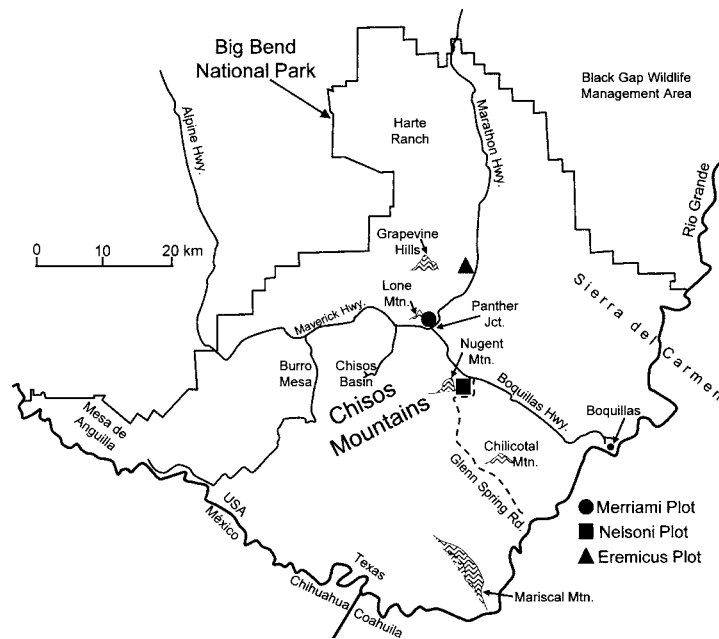 Big Bend
National Park
Black Gap Wildlife
Management Area
Harte
Ranch
Alpine Hwy.
Marathon Hwy.
Rio Grande
0 10 20 km
Grapevine
Hills
Lone
Mtn.
Sierra del Carmen
Maverick Hwy.
Panther
Jct.
Nugent
Mtn.
Burro
Mesa
Chisos
Basin
Chisos
Mountains
Boquillas Hwy.
Boquillas
Mesa de
Anguilla
Chilicotal
Mtn.
Glenn Spring Rd.
USA
México
Merriami Plot
Nelsoni Plot
Eremicus Plot
Texas
Chihuahua
Coahuila
Mariscal Mtn.